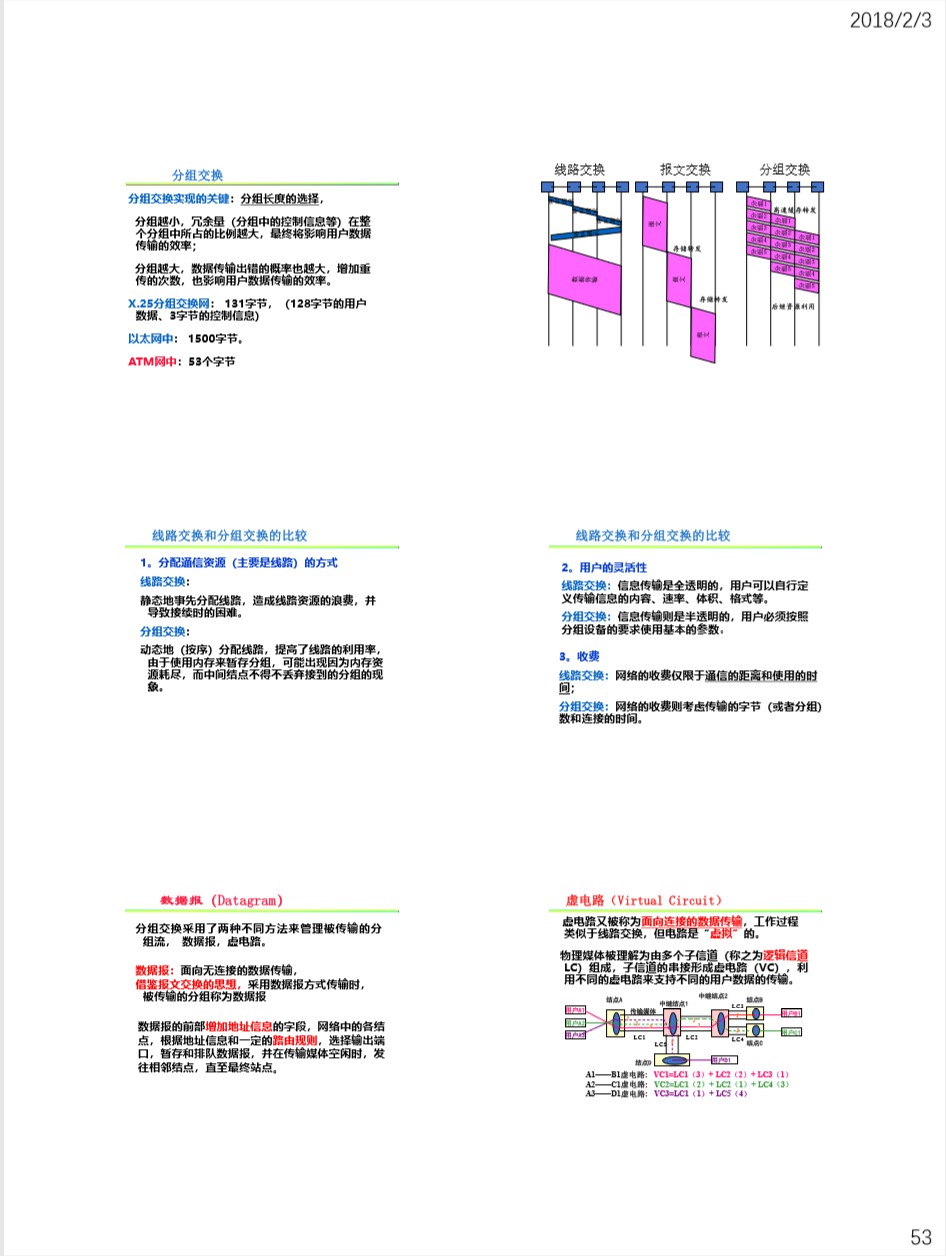 2018/2/3
分组交换
分组交换实现的关键：分组长度的选择，
分组越小，冗余量（分组中的控制信息等）在整
个分组中所占的比例越大，最终将影响用户数据
传输的效率；
分组越大，数据传输出错的概率也越大，增加重
传的次数，也影响用户数据传输的效率。
X.25分组交换网： 131字节，（128字节的用户
数据、3字节的控制信息)
以太网中： 1500字节。
ATM网中：53个字节
线路交换
报文交换
分组交换
数据传输
报文
存储转发
报文
存储转发
报文
高速缓存转发
后继资源利用
线路交换和分组交换的比较
1。分配通信资源（主要是线路）的方式
线路交换：
静态地事先分配线路，造成线路资源的浪费，并
导致接续时的困难。
分组交换：
动态地（按序）分配线路，提高了线路的利用率，
由于使用内存来暂存分组，可能出现因为内存资
源耗尽，而中间结点不得不丢弃接到的分组的现
象。
线路交换和分组交换的比较
2。用户的灵活性
线路交换：信息传输是全透明的，用户可以自行定
义传输信息的内容、速率、体积、格式等。
分组交换：信息传输则是半透明的，用户必须按照
分组设备的要求使用基本的参数。
3。收费
线路交换：网络的收费仅限于通信的距离和使用的时
间；
分组交换：网络的收费则考虑传输的字节（或者分组)
数和连接的时间。
数据报（Datagram）
分组交换采用了两种不同方法来管理被传输的分
组流， 数据报，虚电路。
数据报：面向无连接的数据传输，
借鉴报文交换的思想，采用数据报方式传输时，
被传输的分组称为数据报
数据报的前部增加地址信息的字段，网络中的各结
点，根据地址信息和一定的路由规则，选择输出端
口，暂存和排队数据报，并在传输媒体空闲时，发
往相邻结点，直至最终站点。
虚电路（Virtual Circuit）
虚电路又被称为面向连接的数据传输，工作过程
类似于线路交换，但电路是“虚拟”的。
物理媒体被理解为由多个子信道（称之为逻辑信道
LC）组成，子信道的串接形成虚电路（VC），利
用不同的虚电路来支持不同的用户数据的传输。
结点A
传输媒体
中继结点1
中继结点2
结点B
用户A1
用户A2
用户A3
用户B1
用户C1
LC1
LC2
LC3
LC4
LC5
结点C
结点D
用户D1
A1——B1虚电路： VC1=LC1（3）+ LC2（2）+ LC3（1）
A2——C1虚电路： VC2=LC1（2）+ LC2（1）+ LC4（3）
A3——D1虚电路： VC3=LC1（1）+ LC5（4）
53